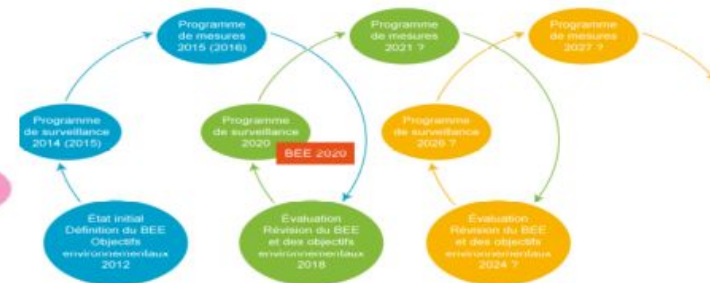 Programme
de mesures
2015 (2016)
Programme
de mesures
2021 ?
Programme
de mesures
2027 ?
Programme
de surveillance
2014 (2015)
Programme
de surveillance
2020
BEE 2020
Programme
de surveillance
2026 ?
État initial
Définition du BEE
Objectifs
environnementaux
2012
Évaluation
Révision du BEE
et des objectifs
environnementaux
2018
Évaluation
Révision du BEE
et des objectifs
environnementaux
2024 ?